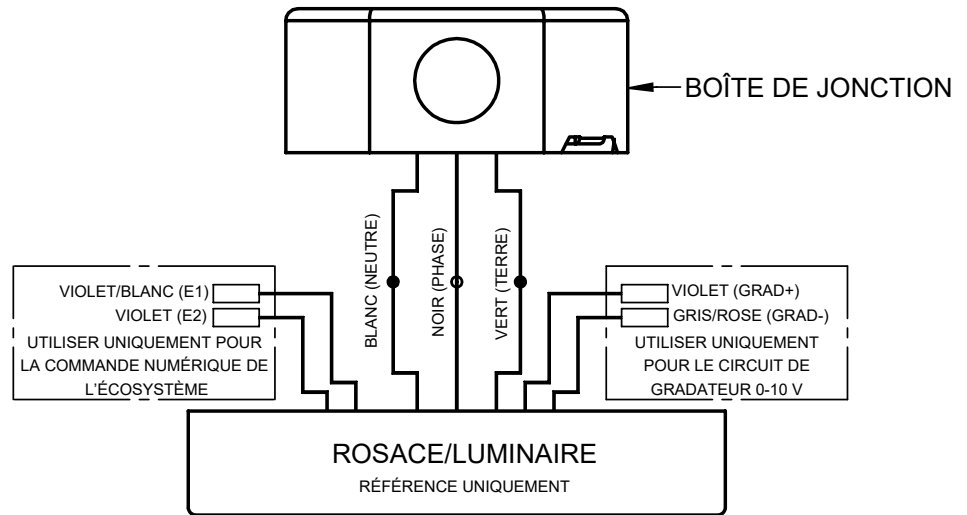 BOÎTE DE JONCTION
BLANC (NEUTRE)
NOIR (PHASE)
VERT (TERRE)
VIOLET/BLANC (E1)
VIOLET (E2)
UTILISER UNIQUEMENT POUR
LA COMMANDE NUMÉRIQUE DE
L'ÉCOSYSTÈME
VIOLET (GRAD+)
GRIS/ROSE (GRAD-)
UTILISER UNIQUEMENT
POUR LE CIRCUIT DE
GRADATEUR 0-10 V
ROSACE/LUMINAIRE
RÉFÉRENCE UNIQUEMENT